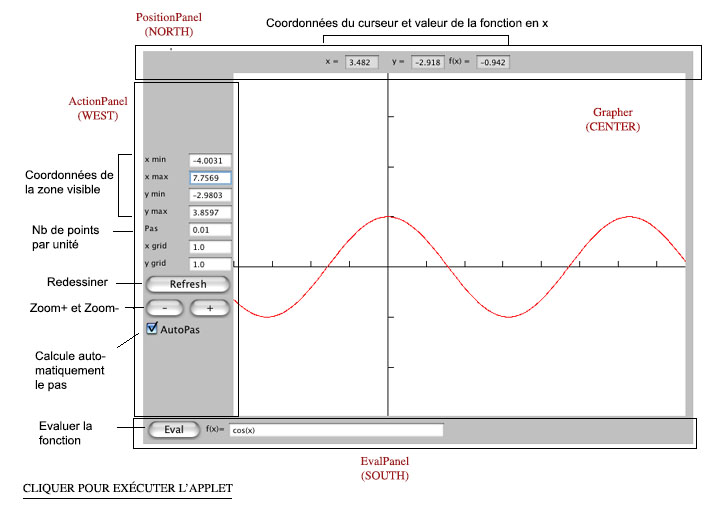 PositionPanel
(NORTH)
Coordonnées du curseur et valeur de la fonction en x
x = 3.482 y = -2.918 f(x) = -0.942
ActionPanel
(WEST)
Grapher
(CENTER)
Coordonnées de
la zone visible
x min -4.0031
x max 7.7569
y min -2.9803
y max 3.8597
Nb de points
par unité
Pas 0.01
x grid 1.0
y grid 1.0
Redessiner
Refresh
Zoom+ et Zoom-
- +
AutoPas
Calcule auto-
matiquement
le pas
Evaluer la
fonction
Eval f(x)= cos(x)
EvalPanel
(SOUTH)
CLIQUER POUR EXÉCUTER L'APPLET